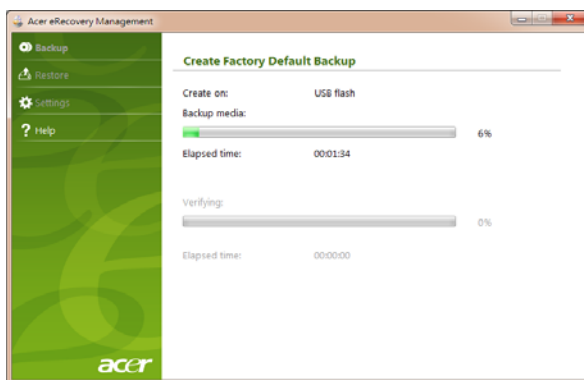 Acer eRecovery Management
Backup
Restore
Settings
Help
Create Factory Default Backup
Create on: USB flash
Backup media:
6%
Elapsed time: 00:01:34
Verifying:
0%
Elapsed time: 00:00:00
acer